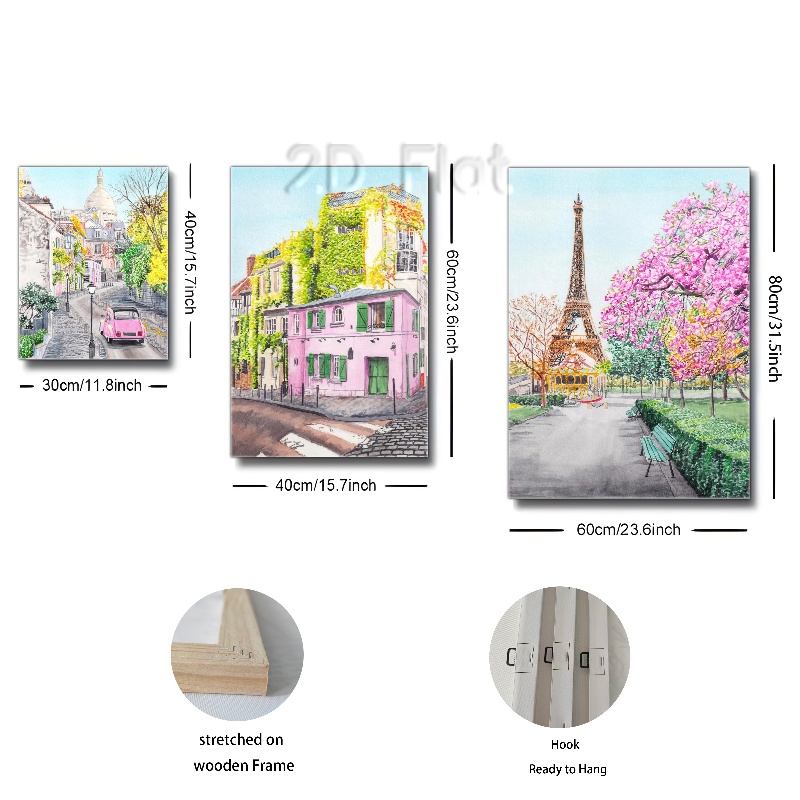 2D Flat
40cm/15.7inch
30cm/11.8inch
60cm/23.6inch
40cm/15.7inch
80cm/31.5inch
60cm/23.6inch
stretched on
wooden Frame
Hook
Ready to Hang